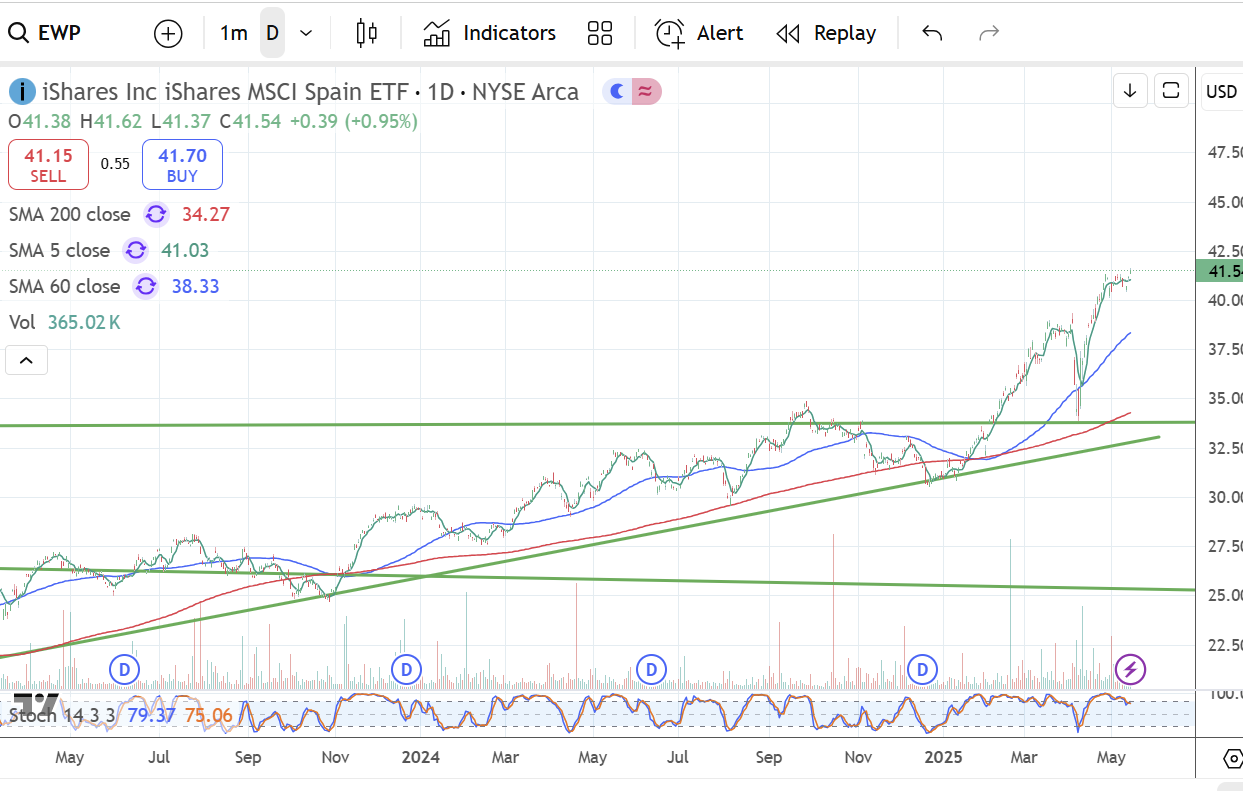 EWP 1m D Indicators Alert Replay
iShares Inc iShares MSCI Spain ETF · 1D · NYSE Arca
USD
O41.38 H41.62 L41.37 C41.54 +0.39 (+0.95%)
41.15 0.55 41.70
SELL BUY
SMA 200 close 34.27
SMA 5 close 41.03
SMA 60 close 38.33
Vol 365.02 K
47.50
45.00
42.50
41.54
40.00
37.50
35.00
32.50
30.00
27.50
25.00
22.50
D D D D
100.0
Stoch 14 3 3 79.37 75.06
May Jul Sep Nov 2024 Mar May Jul Sep Nov 2025 Mar May